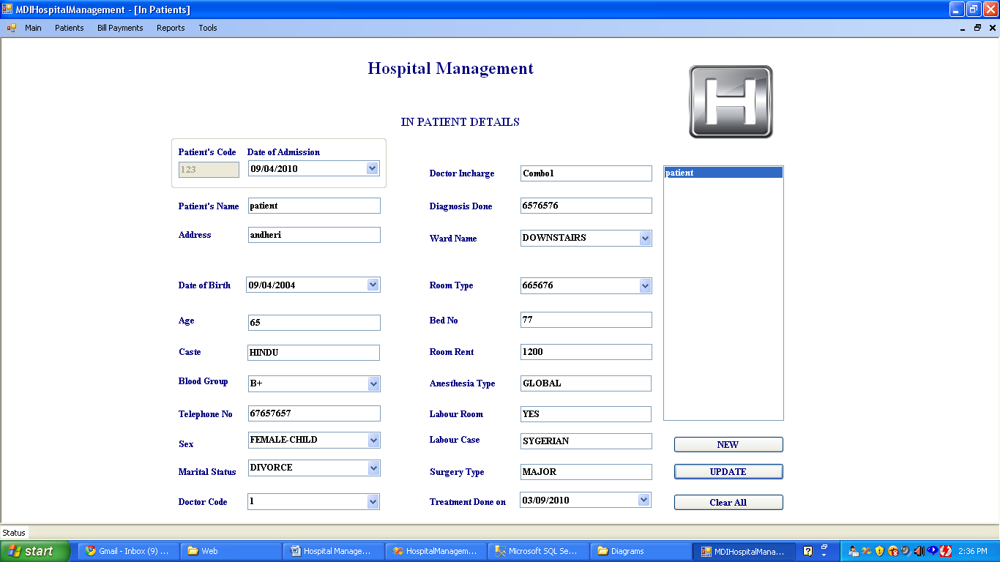 MDIHospitalManagement - [In Patients]
Main Patients Bill Payments Reports Tools
Hospital Management
H
IN PATIENT DETAILS
Patient's Code Date of Admission
123 09/04/2010
Patient's Name patient
Address andheri
Date of Birth 09/04/2004
Age 65
Caste HINDU
Blood Group B+
Telephone No 67657657
Sex FEMALE-CHILD
Marital Status DIVORCE
Doctor Code 1
Doctor Incharge Combo1
Diagnosis Done 6576576
Ward Name DOWNSTAIRS
Room Type 665676
Bed No 77
Room Rent 1200
Anesthesia Type GLOBAL
Labour Room YES
Labour Case SYGERIAN
Surgery Type MAJOR
Treatment Done on 03/09/2010
patient
NEW
UPDATE
Clear All
Status
start Gmail - Inbox (9) ... Web Hospital Manage... HospitalManagem... Microsoft SQL Se... Diagrams MDIHospitalMana... 2:36 PM